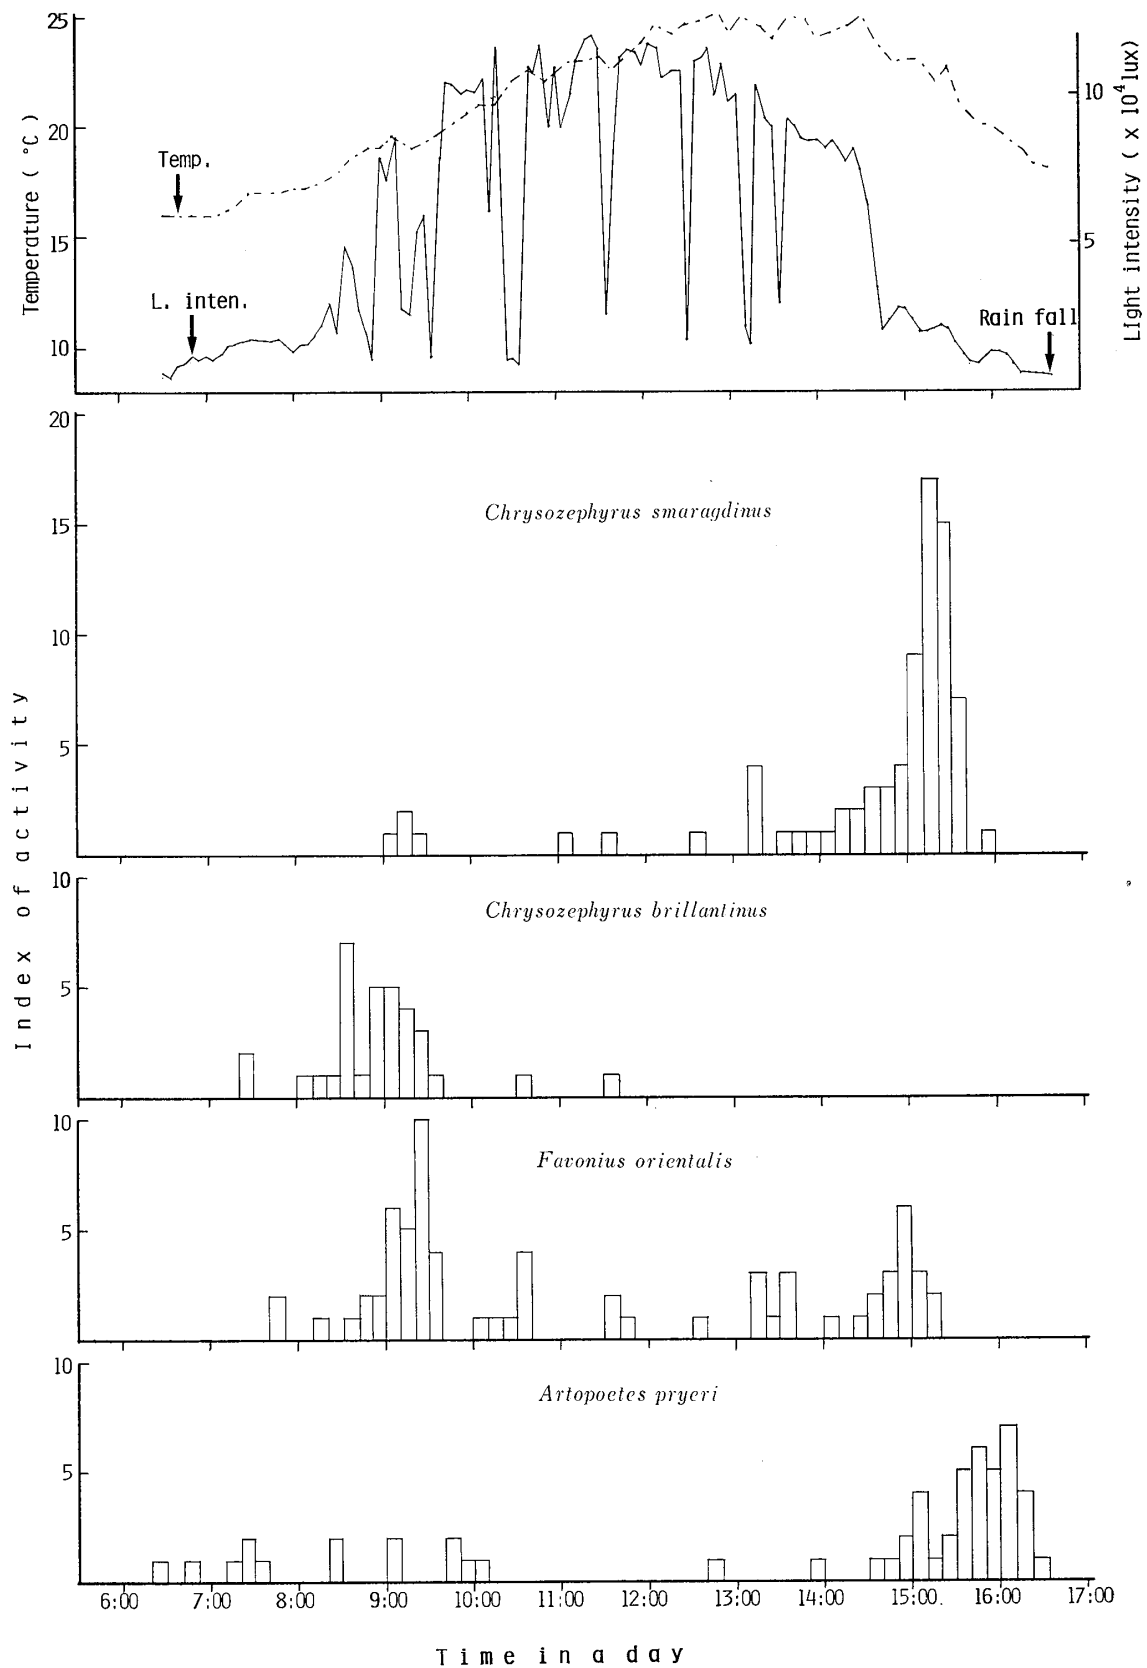 25
20
15
10
Temperature ( °C )
Temp.
L. inten.
Rain fall
10
5
Light intensity ( x 10⁴lux)
20
15
10
5
Chrysozephyrus smaragdinus
10
5
Chrysozephyrus brillantinus
10
5
Favonius orientalis
10
5
Artopoetes pryeri
Index of activity
6:00 7:00 8:00 9:00 10:00 11:00 12:00 13:00 14:00 15:00 16:00 17:00
Time in a day